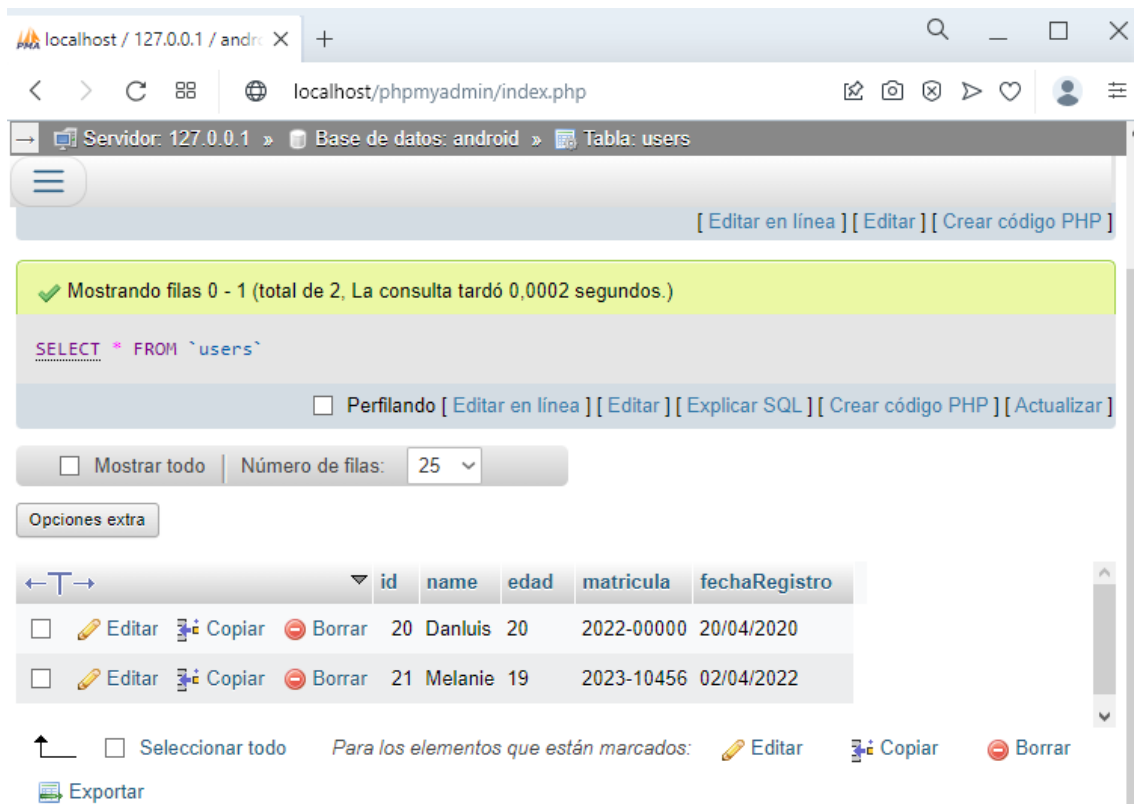 localhost / 127.0.0.1 / andro
localhost/phpmyadmin/index.php
Servidor: 127.0.0.1 » Base de datos: android » Tabla: users
[ Editar en línea ] [ Editar ] [ Crear código PHP ]
Mostrando filas 0 - 1 (total de 2, La consulta tardó 0,0002 segundos.)
SELECT * FROM `users`
Perfilando [ Editar en línea ] [ Editar ] [ Explicar SQL ] [ Crear código PHP ] [ Actualizar ]
Mostrar todo | Número de filas: 25
Opciones extra
←T→ id name edad matricula fechaRegistro
Editar Copiar Borrar 20 Danluis 20 2022-00000 20/04/2020
Editar Copiar Borrar 21 Melanie 19 2023-10456 02/04/2022
Seleccionar todo Para los elementos que están marcados: Editar Copiar Borrar
Exportar